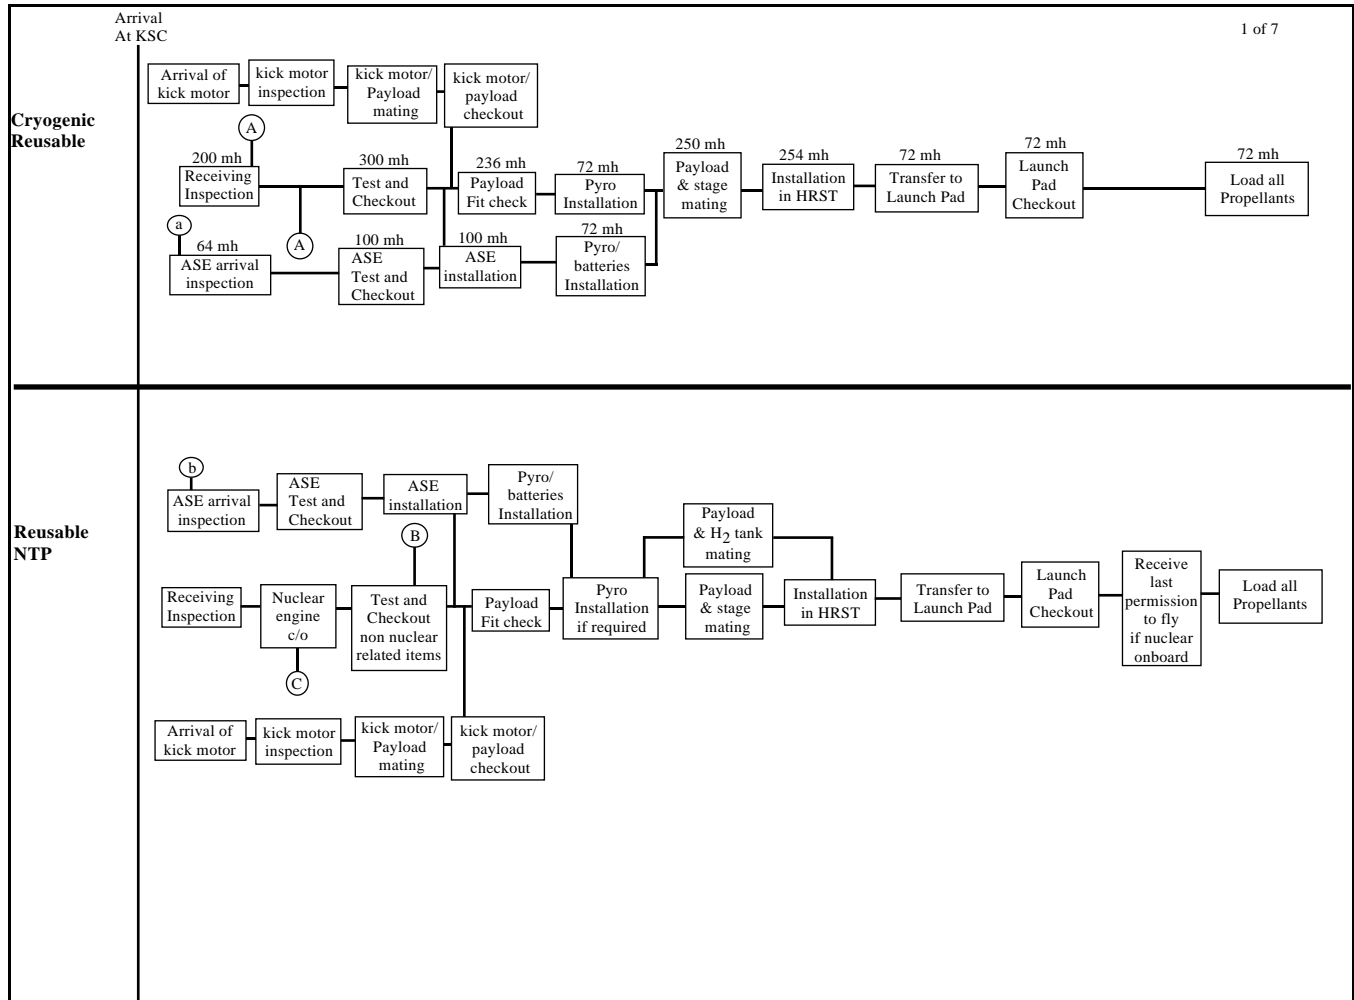 Arrival
At KSC
1 of 7
Cryogenic
Reusable
Arrival of
kick motor
kick motor
inspection
kick motor/
Payload
mating
kick motor/
payload
checkout
A
200 mh
Receiving
Inspection
A
300 mh
Test and
Checkout
236 mh
Payload
Fit check
72 mh
Pyro
Installation
250 mh
Payload
& stage
mating
254 mh
Installation
in HRST
72 mh
Transfer to
Launch Pad
72 mh
Launch
Pad
Checkout
72 mh
Load all
Propellants
a
64 mh
ASE arrival
inspection
100 mh
ASE
Test and
Checkout
100 mh
ASE
installation
72 mh
Pyro/
batteries
Installation
Reusable
NTP
b
ASE arrival
inspection
ASE
Test and
Checkout
ASE
installation
Pyro/
batteries
Installation
B
Payload
& H2 tank
mating
Receiving
Inspection
Nuclear
engine
c/o
C
Test and
Checkout
non nuclear
related items
Payload
Fit check
Pyro
Installation
if required
Payload
& stage
mating
Installation
in HRST
Transfer to
Launch Pad
Launch
Pad
Checkout
Receive
last
permission
to fly
if nuclear
onboard
Load all
Propellants
Arrival of
kick motor
kick motor
inspection
kick motor/
Payload
mating
kick motor/
payload
checkout